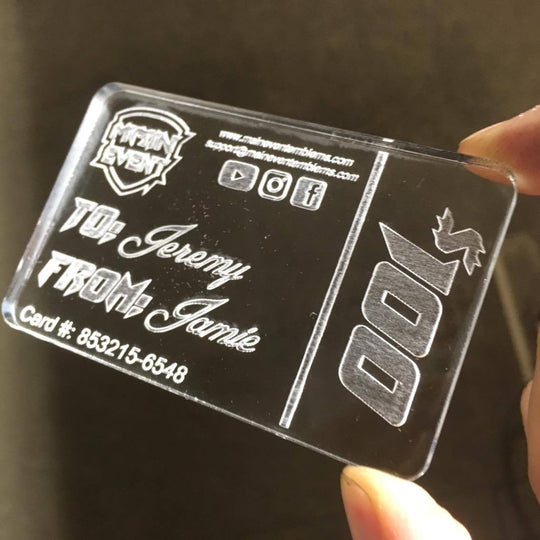 MAIN
EVENT
www.maineventemblems.com
support@maineventemblems.com
TO: Jeremy
FROM: Jamie
Card #: 853215-6548
$100